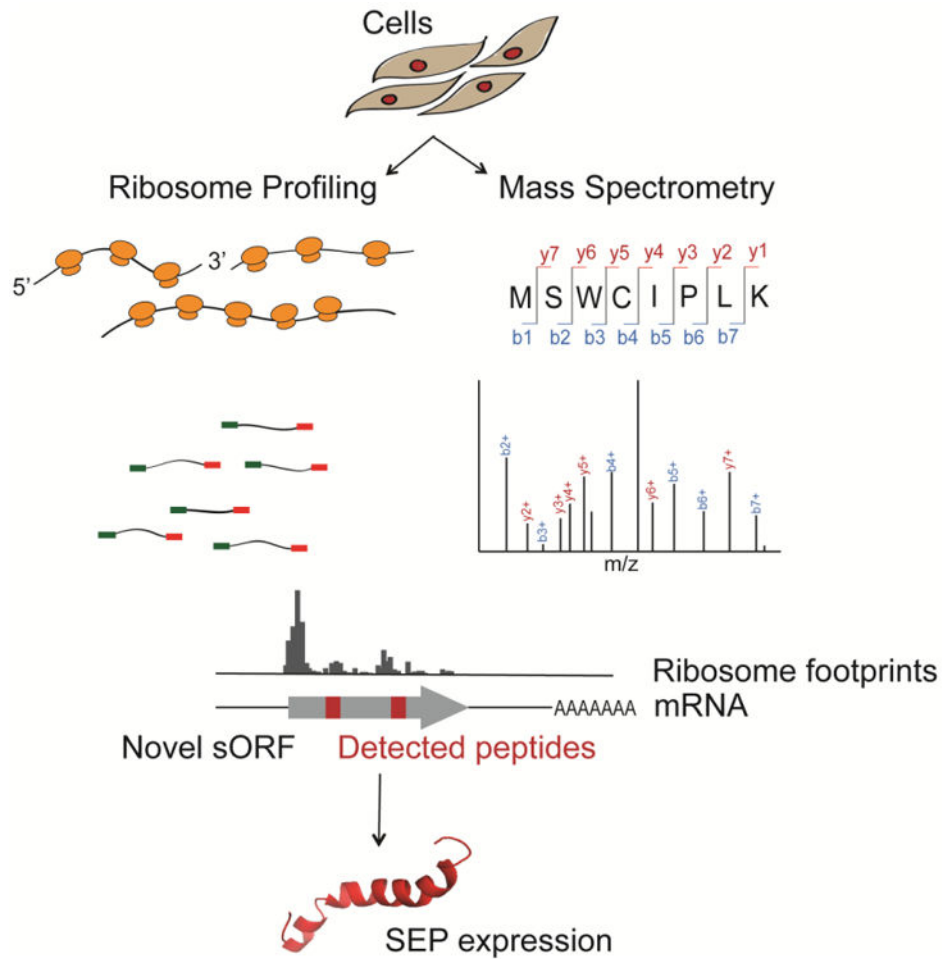 Cells
Ribosome Profiling
Mass Spectrometry
5’
3’
y7 y6 y5 y4 y3 y2 y1
M S W C I P L K
b1 b2 b3 b4 b5 b6 b7
b2+ y2+ b3+ y3+ y4+ y5+ b4+ y6+ b5+ b6+ y7+ b7+
m/z
Ribosome footprints
AAAAAAA mRNA
Novel sORF Detected peptides
SEP expression